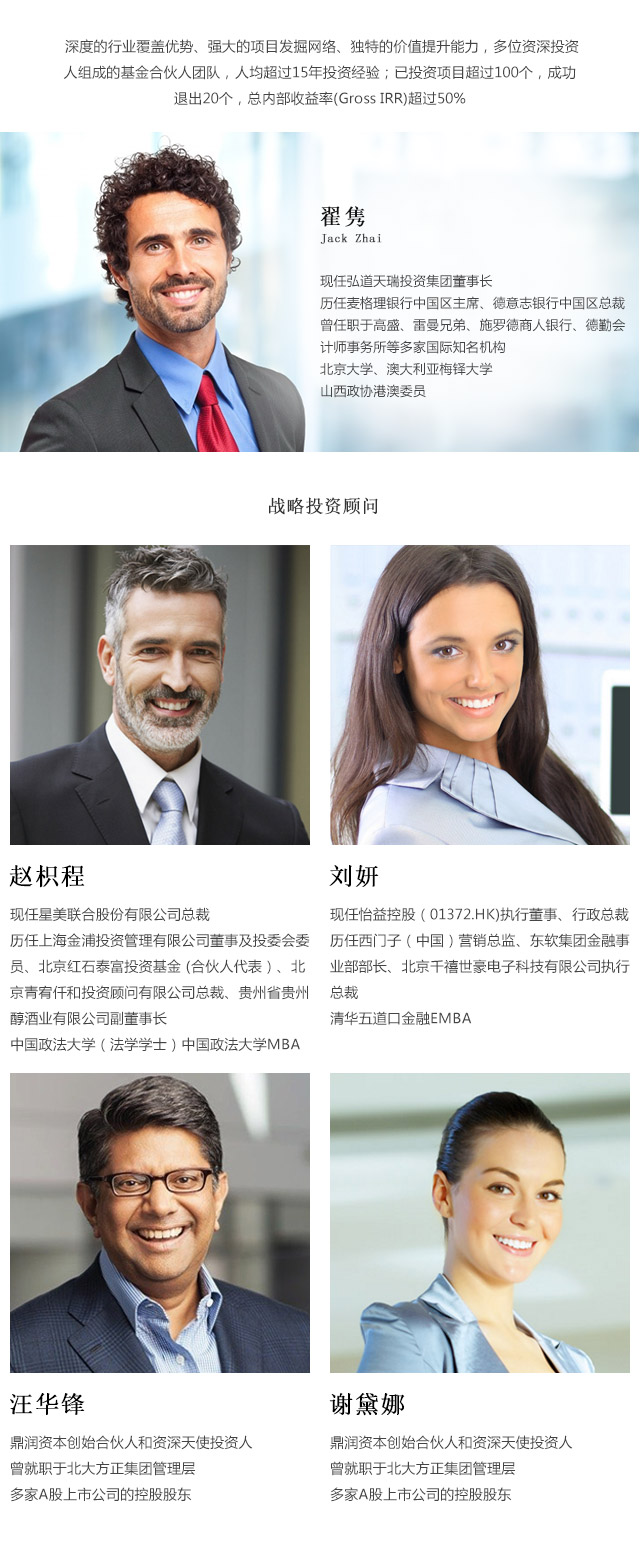 深度的行业覆盖优势、强大的项目发掘网络、独特的价值提升能力，多位资深投资
人组成的基金合伙人团队，人均超过15年投资经验；已投资项目超过100个，成功
退出20个，总内部收益率(Gross IRR)超过50%
翟隽
Jack Zhai
现任弘道天瑞投资集团董事长
历任麦格理银行中国区主席、德意志银行中国区总裁
曾任职于高盛、雷曼兄弟、施罗德商人银行、德勤会
计师事务所等多家国际知名机构
北京大学、澳大利亚梅铎大学
山西政协港澳委员
战略投资顾问
赵枳程
现任星美联合股份有限公司总裁
历任上海金浦投资管理有限公司董事及投委会委
员、北京红石泰富投资基金 (合伙人代表）、北
京青宥仟和投资顾问有限公司总裁、贵州省贵州
醇酒业有限公司副董事长
中国政法大学（法学学士）中国政法大学MBA
刘妍
现任怡益控股（01372.HK)执行董事、行政总裁
历任西门子（中国）营销总监、东软集团金融事
业部部长、北京千禧世豪电子科技有限公司执行
总裁
清华五道口金融EMBA
汪华锋
鼎润资本创始合伙人和资深天使投资人
曾就职于北大方正集团管理层
多家A股上市公司的控股股东
谢黛娜
鼎润资本创始合伙人和资深天使投资人
曾就职于北大方正集团管理层
多家A股上市公司的控股股东